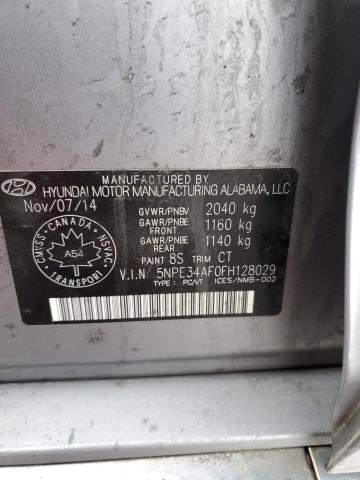 MANUFACTURED BY
HYUNDAI MOTOR MANUFACTURING ALABAMA, LLC
Nov/07/14
GVWR/PNBV 2040 kg
GAWR/PNBE FRONT 1160 kg
GAWR/PNBE REAR 1140 kg
PAINT 8S TRIM CT
V.I.N 5NPE34AF0FH128029
TYPE: PC/VT ICES/NMB-002
CANADA
CMVSS NSVAC
A54
TRANSPORT